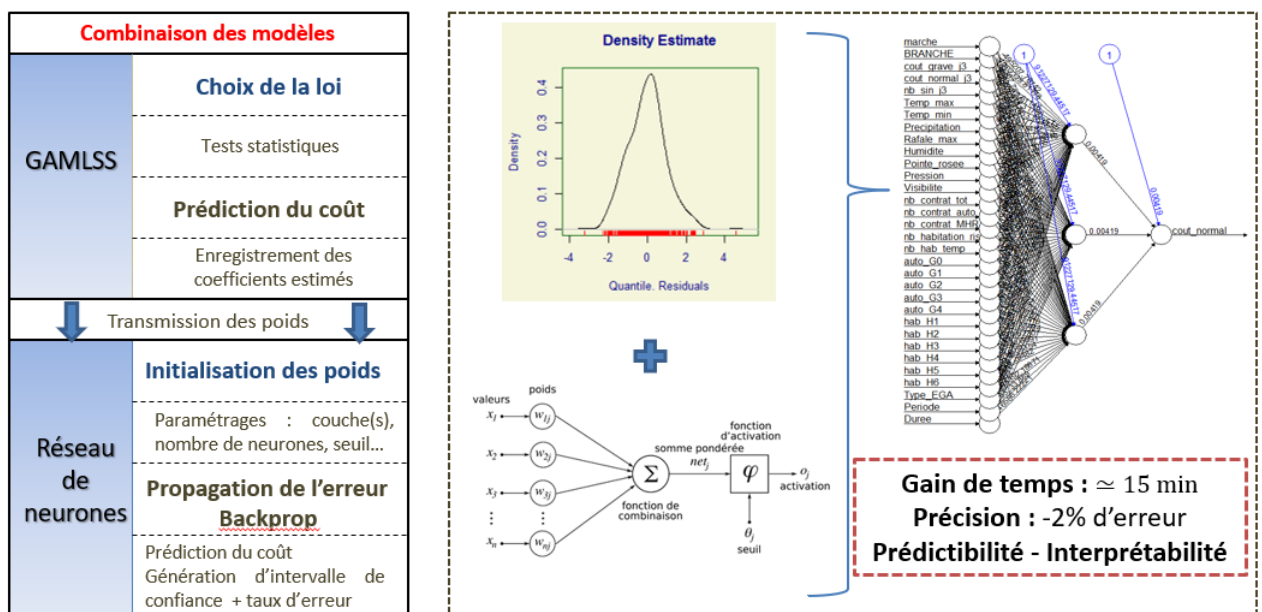 Combinaison des modèles
GAMLSS
Choix de la loi
Tests statistiques
Prédiction du coût
Enregistrement des
coefficients estimés
Transmission des poids
Réseau
de
neurones
Initialisation des poids
Paramétrages : couche(s),
nombre de neurones, seuil...
Propagation de l'erreur
Backprop
Prédiction du coût
Génération d'intervalle de
confiance + taux d'erreur
Density Estimate
Density
0.0
0.1
0.2
0.3
0.4
-4
-2
0
2
4
Quantile. Residuals
valeurs
poids
x1
w1j
x2
w2j
x3
w3j
xn
wnj
Σ
fonction de
combinaison
somme pondérée
netj
fonction
d'activation
φ
oj
activation
θj
seuil
marche
BRANCHE
cout_grave_j3
cout_normal_j3
nb_sin_j3
Temp_max
Temp_min
Precipitation
Rafale_max
Humidite
Pointe_rosee
Pression
Visibilite
nb_contrat_tot
nb_contrat_auto
nb_contrat_MHR
nb_habitation_ris
nb_hab_temp
auto_G0
auto_G1
auto_G2
auto_G3
auto_G4
hab_H1
hab_H2
hab_H3
hab_H4
hab_H5
hab_H6
Type_EGA
Periode
Duree
1
1
0.00419
0.00419
0.00419
0.00419
cout_normal
Gain de temps : ≃ 15 min
Précision : -2% d'erreur
Prédictibilité - Interprétabilité